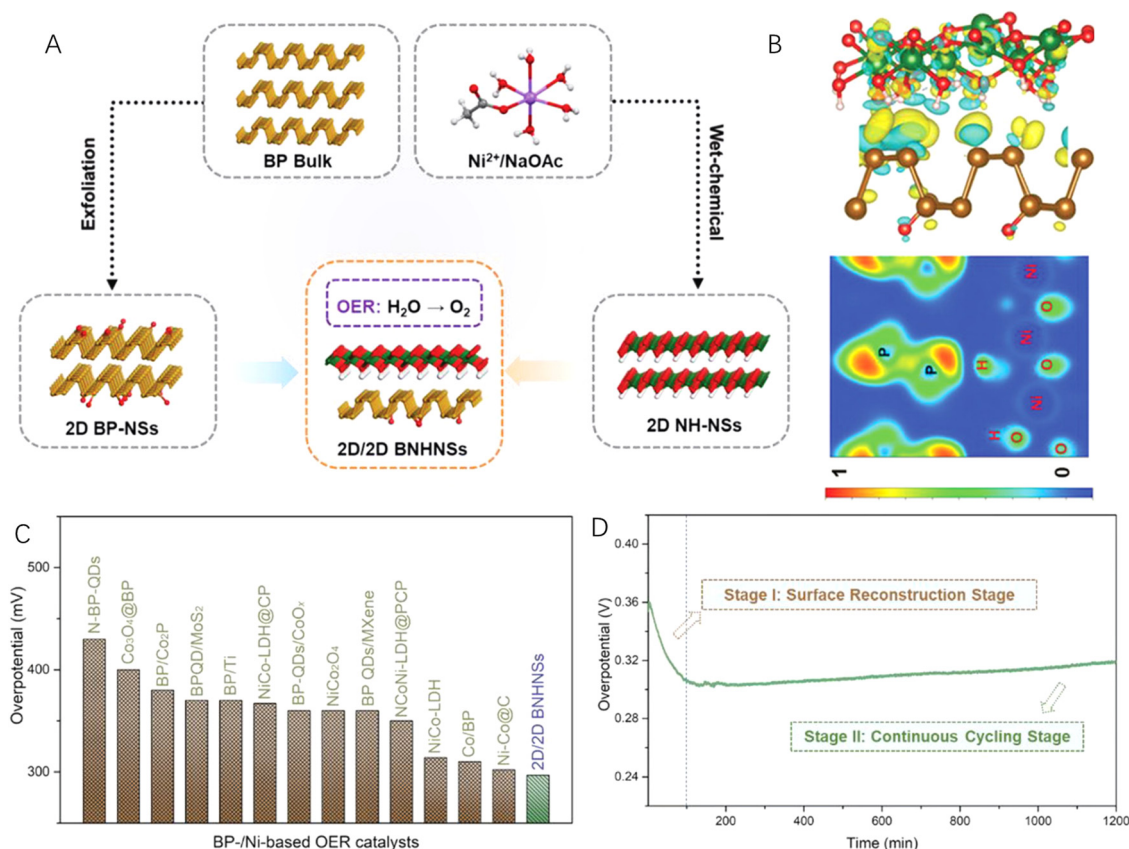 A
BP Bulk
Ni²⁺/NaOAc
Exfoliation
Wet-chemical
OER: H₂O → O₂
2D BP-NSs
2D/2D BNHNSs
2D NH-NSs
B
P
P
H
H
O
Ni
O
Ni
O
Ni
O
O
1
0
C
Overpotential (mV)
500
400
300
N-BP-QDs
Co₃O₄@BP
BP/Co₂P
BPQD/MoS₂
BP/Ti
NiCo-LDH@CP
BP-QDs/CoOₓ
NiCo₂O₄
BP QDs/MXene
NCoNi-LDH@PCP
NiCo-LDH
Co/BP
Ni-Co@C
2D/2D BNHNSs
BP-/Ni-based OER catalysts
D
Overpotential (V)
0.40
0.36
0.32
0.28
0.24
Stage I: Surface Reconstruction Stage
Stage II: Continuous Cycling Stage
200
400
600
800
1000
1200
Time (min)